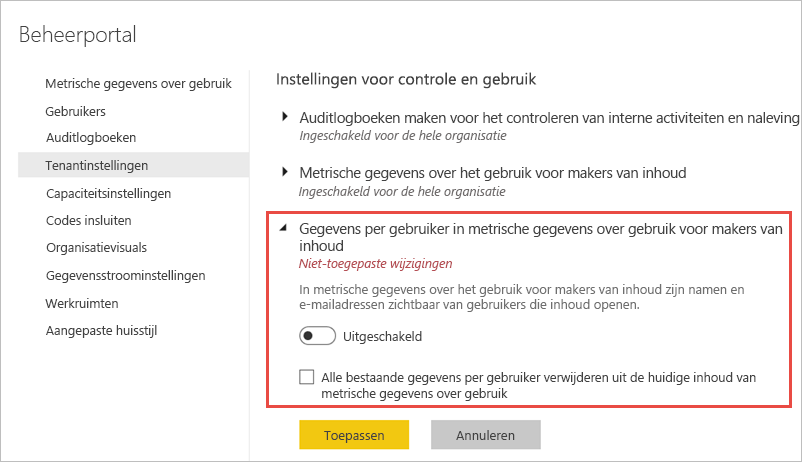 Beheerportal
Metrische gegevens over gebruik
Gebruikers
Auditlogboeken
Tenantinstellingen
Capaciteitsinstellingen
Codes insluiten
Organisatievisuals
Gegevensstroominstellingen
Werkruimten
Aangepaste huisstijl
Instellingen voor controle en gebruik
Auditlogboeken maken voor het controleren van interne activiteiten en naleving
Ingeschakeld voor de hele organisatie
Metrische gegevens over het gebruik voor makers van inhoud
Ingeschakeld voor de hele organisatie
Gegevens per gebruiker in metrische gegevens over gebruik voor makers van
inhoud
Niet-toegepaste wijzigingen
In metrische gegevens over het gebruik voor makers van inhoud zijn namen en
e-mailadressen zichtbaar van gebruikers die inhoud openen.
Uitgeschakeld
Alle bestaande gegevens per gebruiker verwijderen uit de huidige inhoud van
metrische gegevens over gebruik
Toepassen
Annuleren